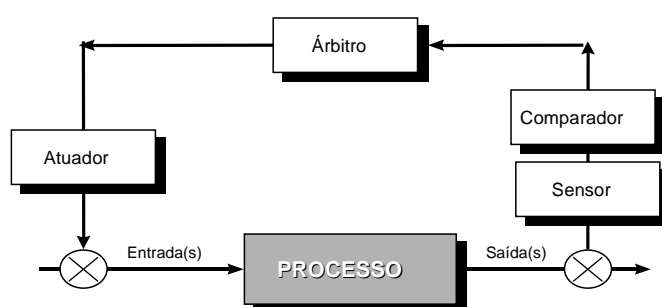 Árbitro
Comparador
Atuador
Sensor
Entrada(s)
Saída(s)
PROCESSO